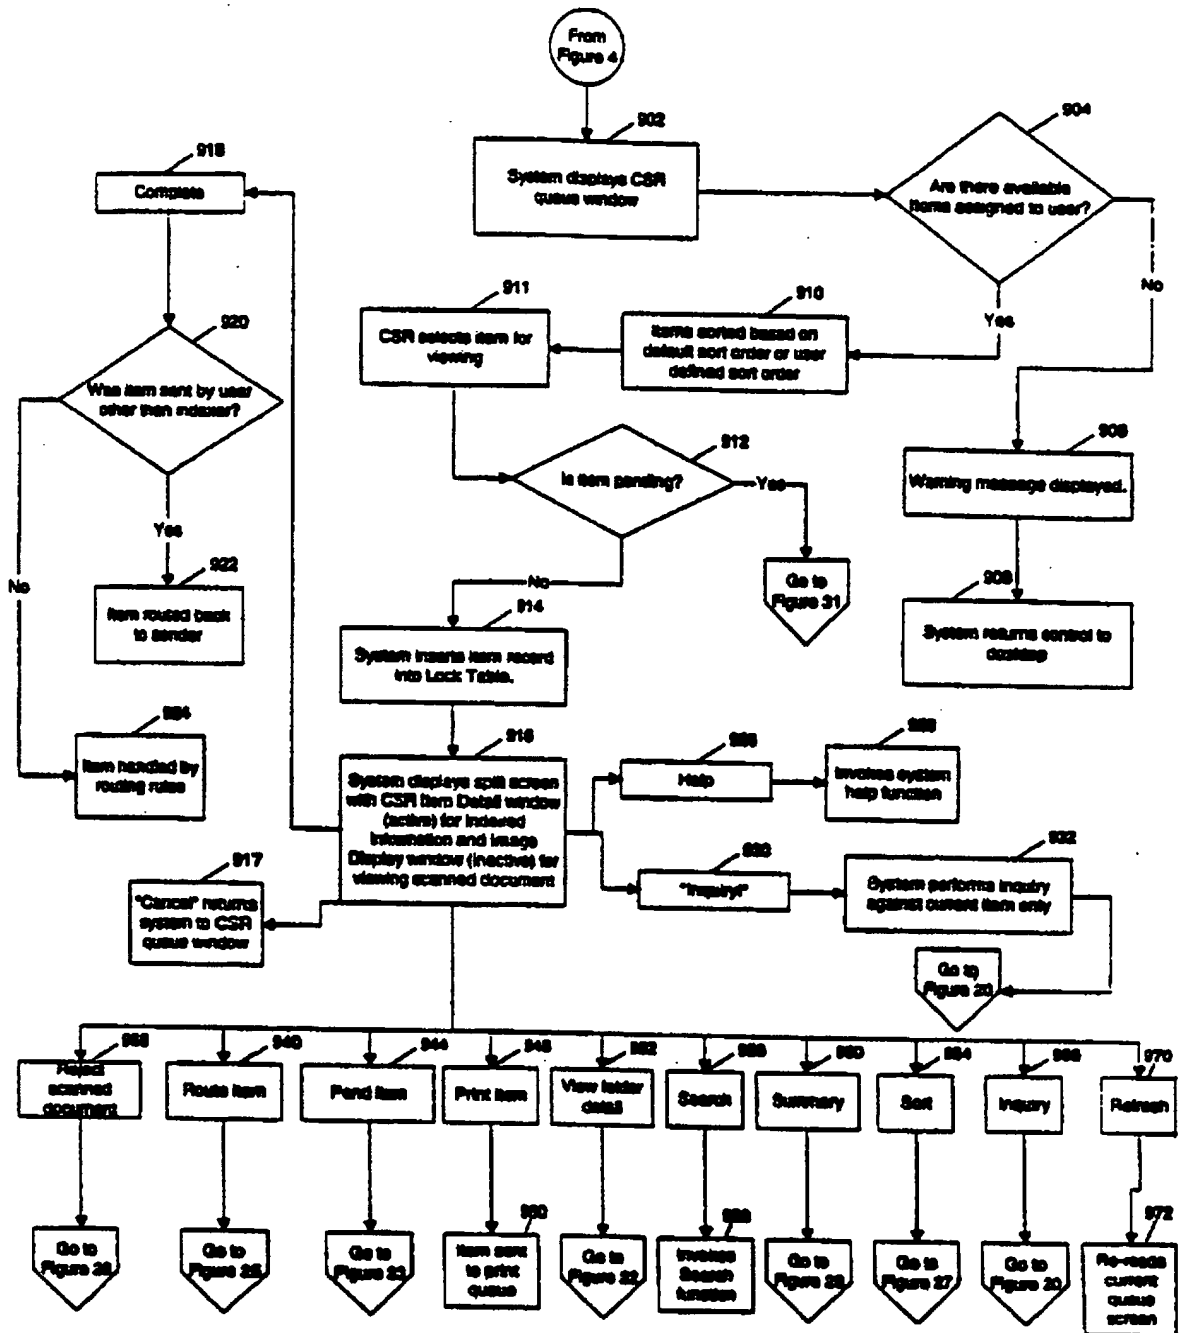 From
Figure 4
902
System displays CSR
queue window
904
Are there available
items assigned to user?
No
Yes
910
Items sorted based on
default sort order or user
defined sort order
911
CSR selects item for
viewing
912
Is item pending?
Yes
Go to
Figure 31
No
914
System inserts item record
into Lock Table.
Warning message displayed.
System returns control to
desktop
918
Complete
920
Was item sent by user
other than indexer?
Yes
922
Item routed back
to sender
No
Item handled by
routing rules
System displays split screen
with CSR Item Detail window
(active) for indexed
information and Image
Display window (inactive) for
viewing scanned document
917
"Cancel" returns
system to CSR
queue window
Help
Invokes system
help function
"Inquiry!"
932
System performs inquiry
against current item only
Go to
Figure 20
Reject
scanned
document
940
Route item
944
Pend item
Print item
View folder
detail
Search
Summary
Sort
Inquiry
970
Refresh
Go to
Figure
Go to
Figure 25
Go to
Figure 23
Item sent
to print
queue
Go to
Figure 22
Invokes
Search
function
Go to
Figure
Go to
Figure 27
Go to
Figure 20
972
Re-reads
current
queue
screen